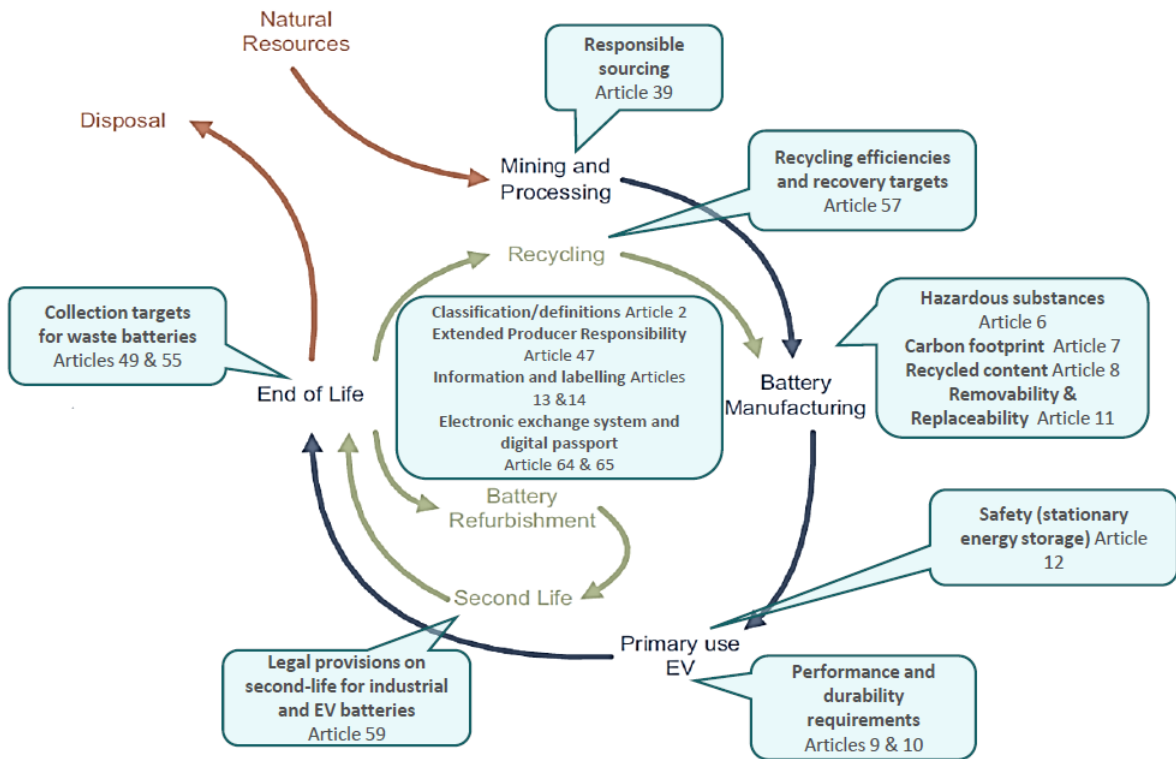 Natural
Resources
Responsible
sourcing
Article 39
Disposal
Mining and
Processing
Recycling efficiencies
and recovery targets
Article 57
Recycling
Collection targets
for waste batteries
Articles 49 & 55
Classification/definitions Article 2
Extended Producer Responsibility
Article 47
Information and labelling Articles
13 &14
Electronic exchange system and
digital passport
Article 64 & 65
Hazardous substances
Article 6
Carbon footprint Article 7
Recycled content Article 8
Removability &
Replaceability Article 11
End of Life
Battery
Manufacturing
Battery
Refurbishment
Safety (stationary
energy storage) Article
12
Second Life
Primary use
EV
Legal provisions on
second-life for industrial
and EV batteries
Article 59
Performance and
durability
requirements
Articles 9 & 10